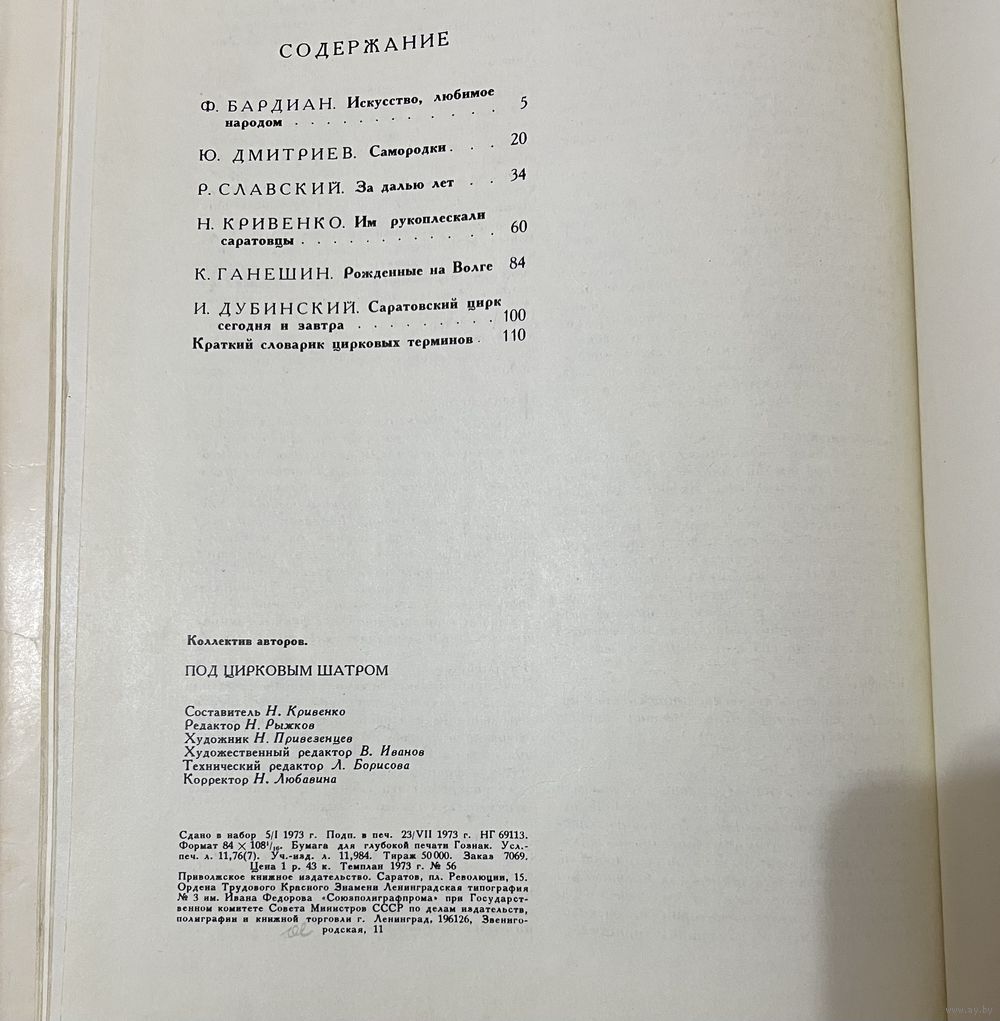 СОДЕРЖАНИЕ
Ф. БАРДИАН. Искусство, любимое
народом . . . . . . . . . . . 5
Ю. ДМИТРИЕВ. Самородки . . . 20
Р. СЛАВСКИЙ. За далью лет . . 34
Н. КРИВЕНКО. Им рукоплескали
саратовцы . . . . . . . . . . . 60
К. ГАНЕШИН. Рожденные на Волге 84
И. ДУБИНСКИЙ. Саратовский цирк
сегодня и завтра . . . . . . . . . 100
Краткий словарик цирковых терминов . 110
Коллектив авторов.
ПОД ЦИРКОВЫМ ШАТРОМ
Составитель Н. Кривенко
Редактор Н. Рыжков
Художник Н. Привезенцев
Художественный редактор В. Иванов
Технический редактор Л. Борисова
Корректор Н. Любавина
Сдано в набор 5/I 1973 г. Подп. в печ. 23/VII 1973 г. НГ 69113.
Формат 84 × 108¹/₁₆. Бумага для глубокой печати Гознак. Усл.-
печ. л. 11,76(7). Уч.-изд. л. 11,984. Тираж 50000. Заказ 7069.
Цена 1 р. 43 к. Темплан 1973 г. № 56
Приволжское книжное издательство. Саратов, пл. Революции, 15.
Ордена Трудового Красного Знамени Ленинградская типография
№ 3 им. Ивана Федорова «Союзполиграфпрома» при Государст-
венном комитете Совета Министров СССР по делам издательств,
полиграфии и книжной торговли г. Ленинград, 196126, Звениго-
родская, 11
www.ay.by